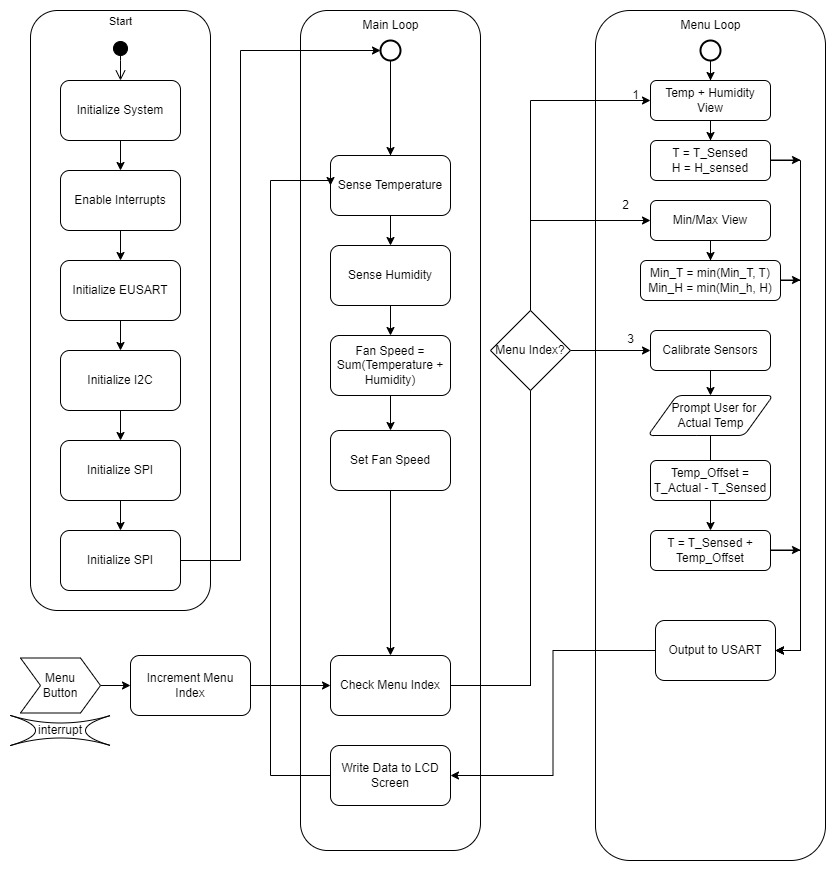 Start
Initialize System
Enable Interrupts
Initialize EUSART
Initialize I2C
Initialize SPI
Initialize SPI
Menu
Button
interrupt
Increment Menu
Index
Main Loop
Sense Temperature
Sense Humidity
Fan Speed =
Sum(Temperature +
Humidity)
Set Fan Speed
Check Menu Index
Write Data to LCD
Screen
Menu Index?
1
2
3
Menu Loop
Temp + Humidity
View
T = T_Sensed
H = H_sensed
Min/Max View
Min_T = min(Min_T, T)
Min_H = min(Min_h, H)
Calibrate Sensors
Prompt User for
Actual Temp
Temp_Offset =
T_Actual - T_Sensed
T = T_Sensed +
Temp_Offset
Output to USART